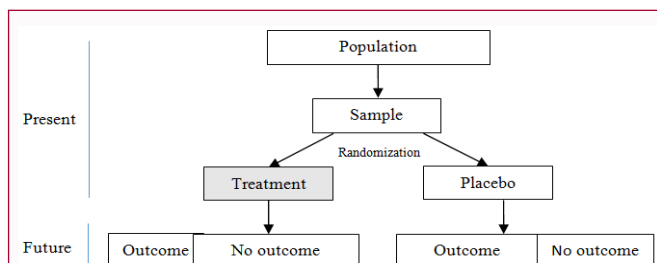 Population
Present
Sample
Randomization
Treatment
Placebo
Future
Outcome
No outcome
Outcome
No outcome